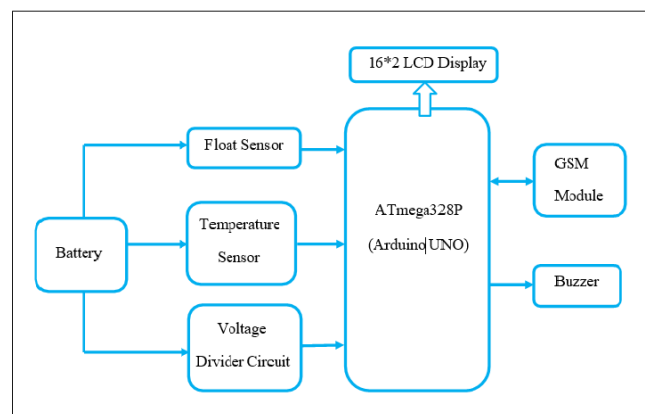 16*2 LCD Display
Float Sensor
ATmega328P
(Arduino|UNO)
GSM
Module
Temperature
Sensor
Battery
Buzzer
Voltage
Divider Circuit